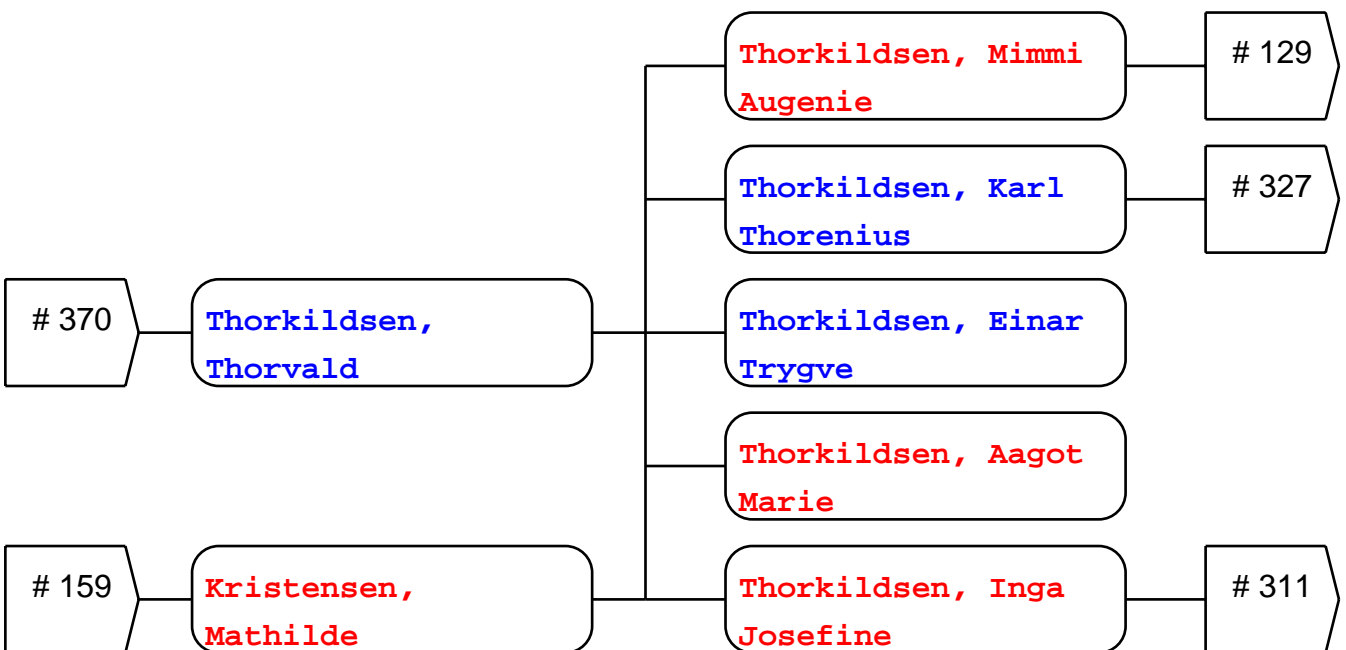 Thorkildsen, Mimmi
Augenie
# 129
Thorkildsen, Karl
Thorenius
# 327
# 370
Thorkildsen,
Thorvald
Thorkildsen, Einar
Trygve
Thorkildsen, Aagot
Marie
# 159
Kristensen,
Mathilde
Thorkildsen, Inga
Josefine
# 311